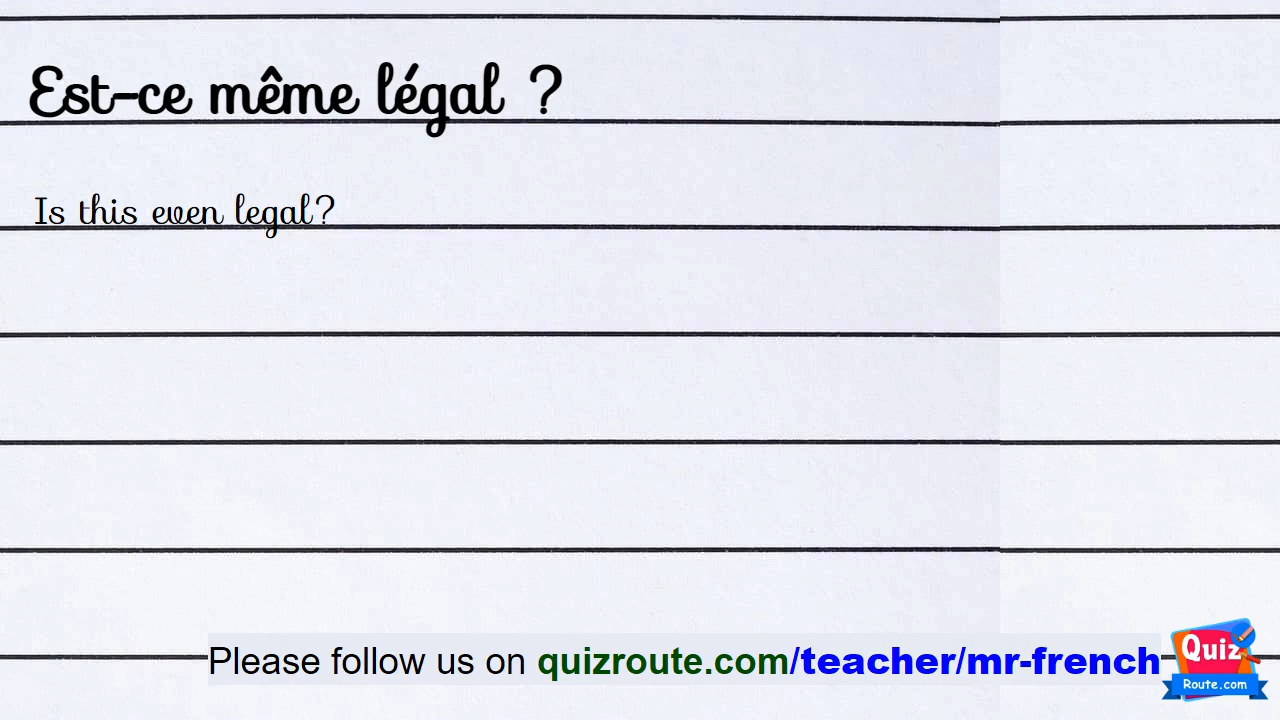 Est-ce même légal ?
Is this even legal?
Please follow us on quizroute.com/teacher/mr-french
Quiz
Route.com